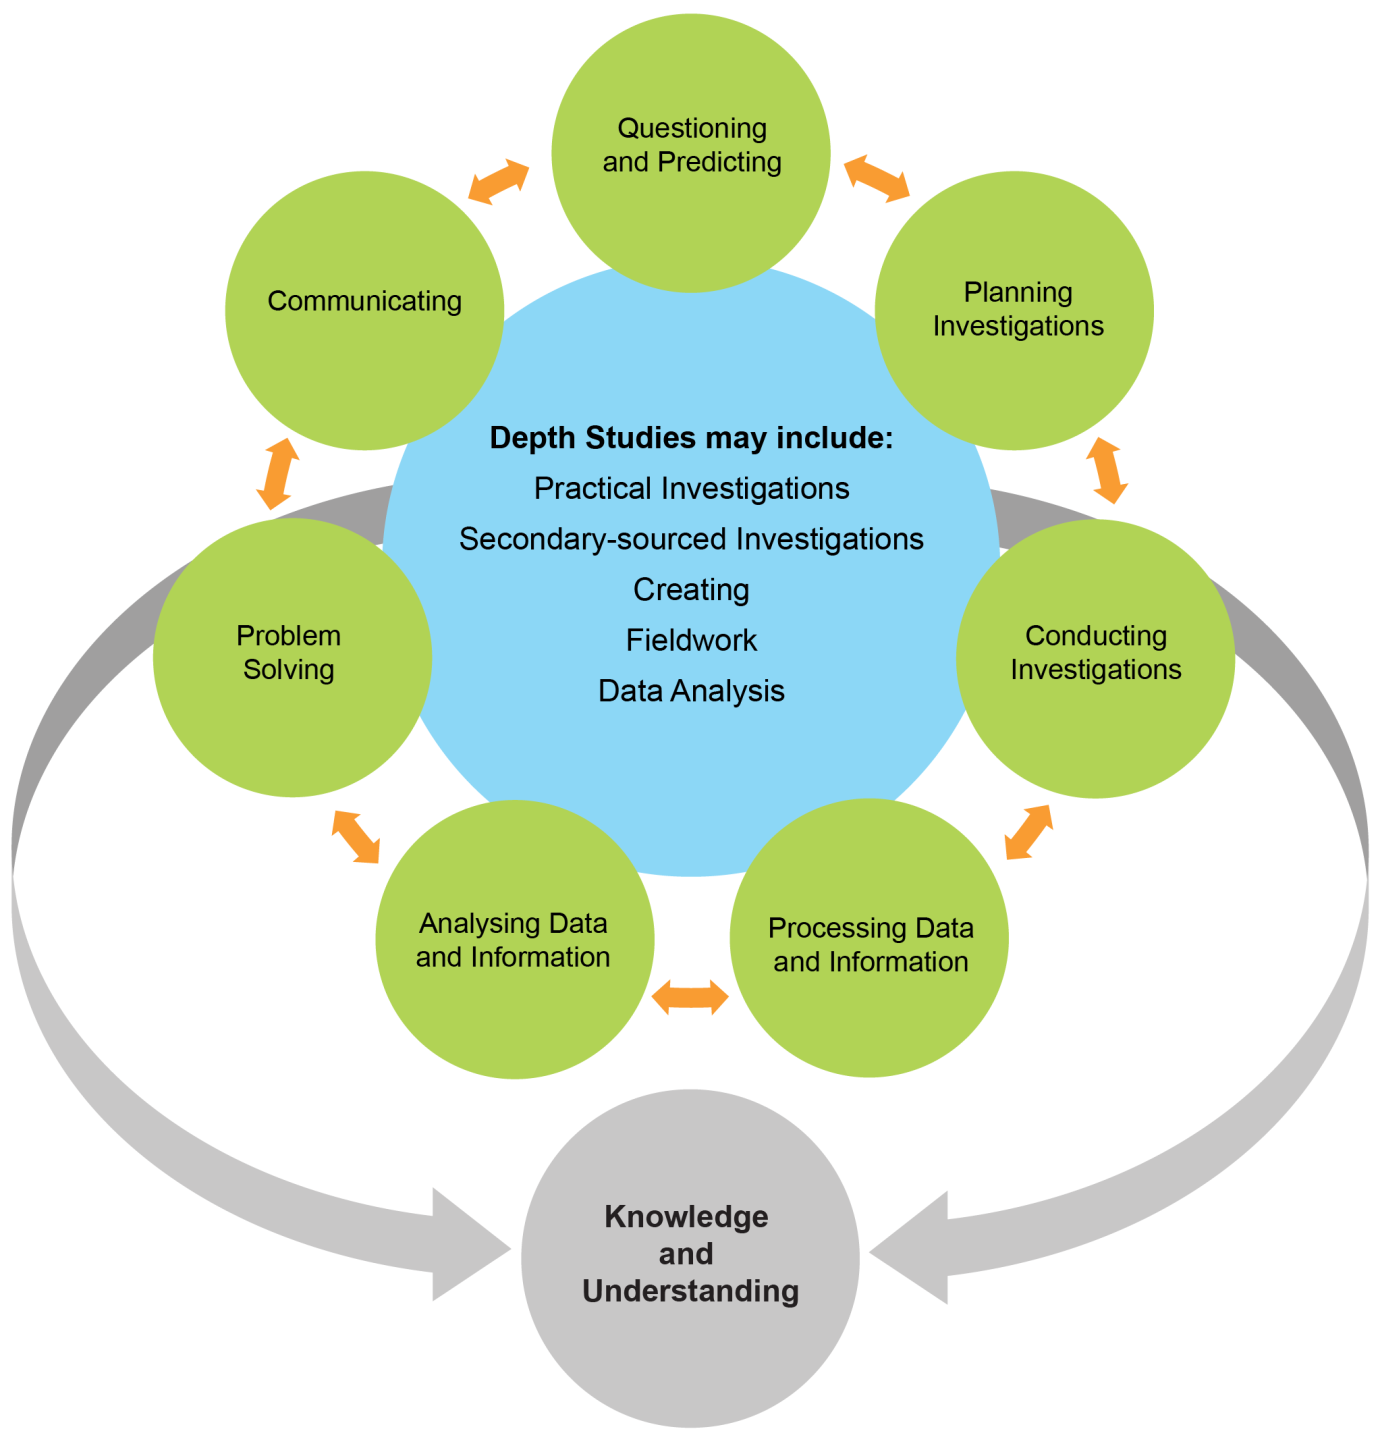 Questioning
and Predicting
Communicating
Planning
Investigations
Depth Studies may include:
Practical Investigations
Secondary-sourced Investigations
Creating
Fieldwork
Data Analysis
Problem
Solving
Conducting
Investigations
Analysing Data
and Information
Processing Data
and Information
Knowledge
and
Understanding